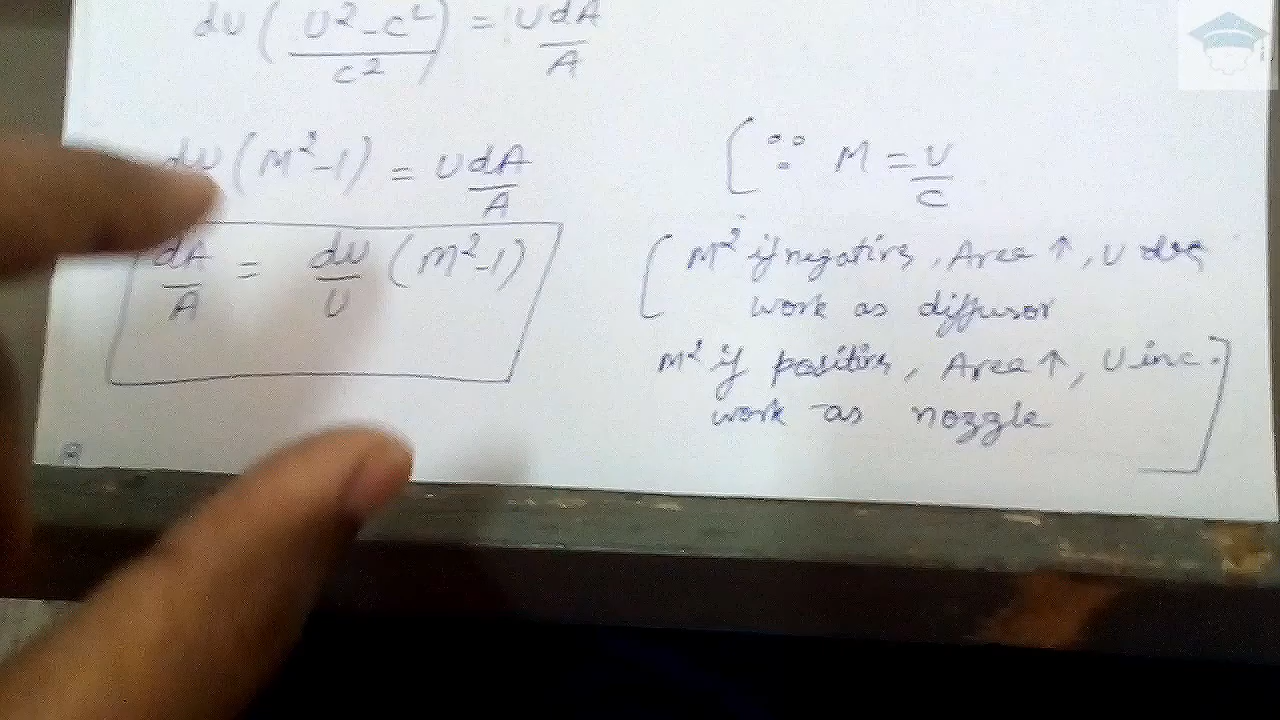 du ( U² - c² / c² ) = U dA / A
du (M² - 1) = U dA / A
[ ∵ M = U / C
dA / A = du / U (M² - 1)
[ M² if negative, Area ↑, U dec
work as diffusor
M² if positive, Area ↑, U inc. ]
work as nozzle